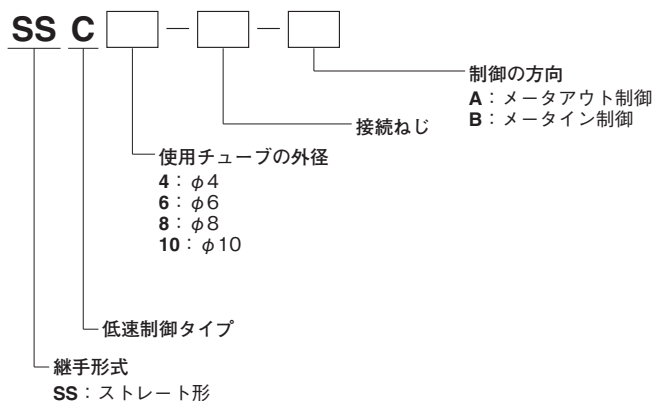 SS C □ － □ － □
制御の方向
A：メータアウト制御
B：メータイン制御
接続ねじ
使用チューブの外径
4：φ4
6：φ6
8：φ8
10：φ10
低速制御タイプ
継手形式
SS：ストレート形